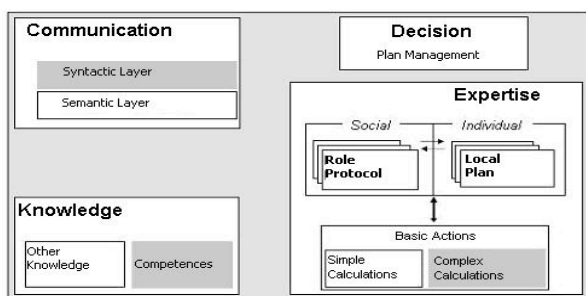 Communication
Syntactic Layer
Semantic Layer
Decision
Plan Management
Expertise
Social
Individual
Role
Protocol
Local
Plan
Basic Actions
Simple
Calculations
Complex
Calculations
Knowledge
Other
Knowledge
Competences